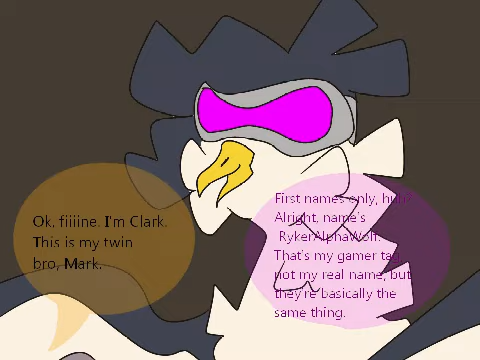 Ok, fiiiine. I'm Clark.
This is my twin
bro, Mark.
First names only, huh?
Alright, name's
RykerAlphaWolf.
That's my gamer tag,
not my real name, but
they're basically the
same thing.